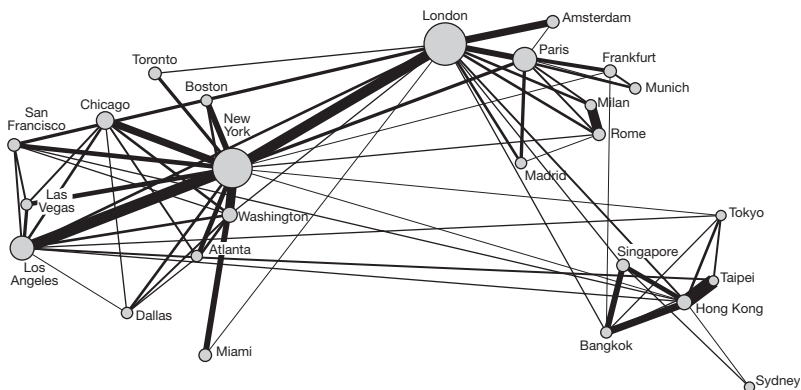 London
Amsterdam
Toronto
Paris
Frankfurt
Boston
Munich
San
Francisco
Chicago
New
York
Milan
Rome
Madrid
Las
Vegas
Washington
Tokyo
Atlanta
Singapore
Los
Angeles
Taipei
Hong Kong
Dallas
Bangkok
Miami
Sydney